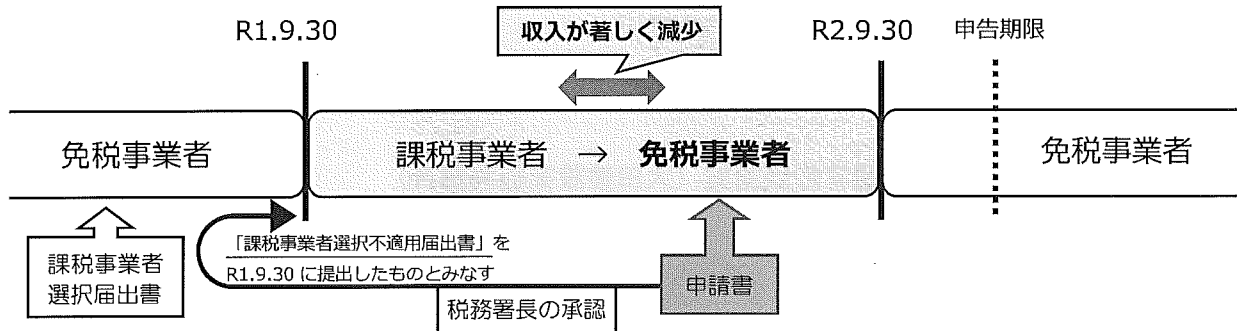 R1.9.30
収入が著しく減少
R2.9.30
申告期限
免税事業者
課税事業者 → 免税事業者
免税事業者
課税事業者
選択届出書
「課税事業者選択不適用届出書」を
R1.9.30 に提出したものとみなす
税務署長の承認
申請書